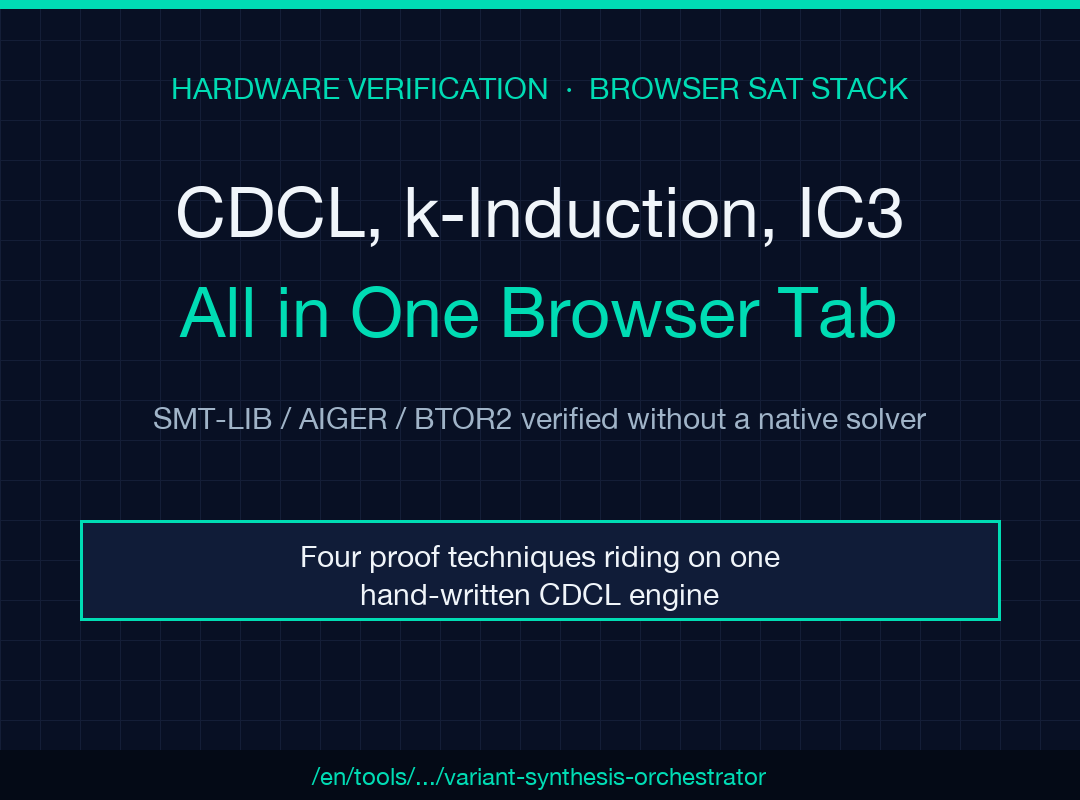 HARDWARE VERIFICATION · BROWSER SAT STACK
CDCL, k-Induction, IC3
All in One Browser Tab
SMT-LIB / AIGER / BTOR2 verified without a native solver
Four proof techniques riding on one
hand-written CDCL engine
/en/tools/.../variant-synthesis-orchestrator